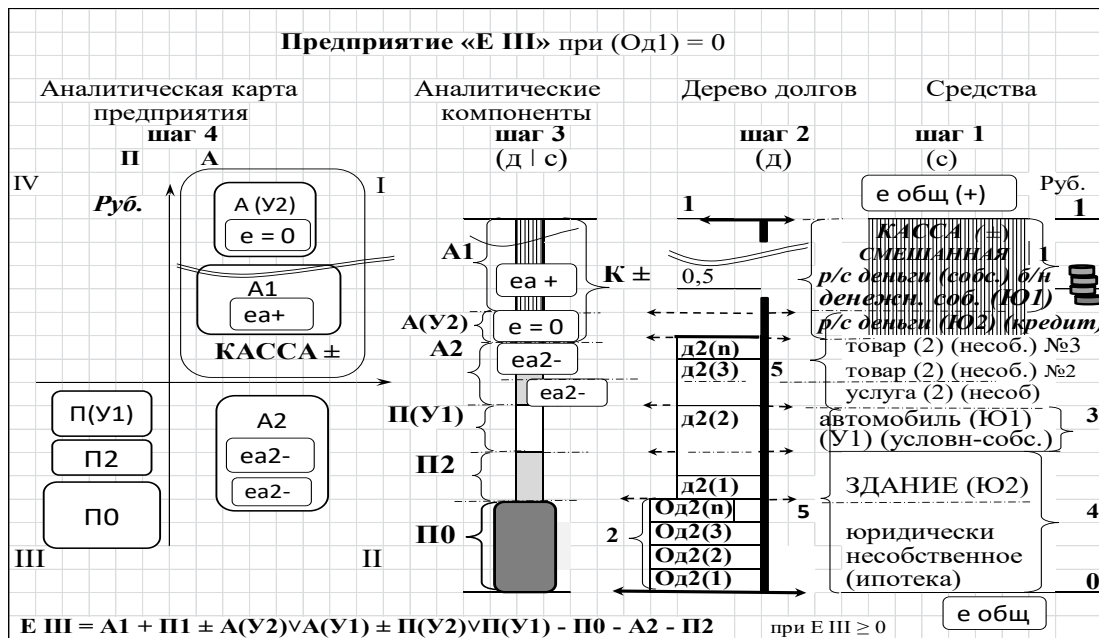 Предприятие «Е III» при (Од1) = 0
Аналитическая карта
предприятия
Аналитические
компоненты
Дерево долгов
Средства
шаг 4
шаг 3
шаг 2
шаг 1
П
А
(д | с)
(д)
(с)
IV
I
Руб.
А (У2)
е = 0
А1
еа+
КАССА ±
П(У1)
П2
П0
А2
еа2-
еа2-
III
II
А1
А(У2)
А2
П(У1)
П2
П0
еа +
е = 0
еа2-
еа2-
К ±
1
0,5
д2(n)
д2(3)
5
д2(2)
д2(1)
5
2
Од2(n)
Од2(3)
Од2(2)
Од2(1)
е общ (+)
Руб.
1
КАССА (±)
СМЕШАННАЯ
1
р/с деньги (собс.) б/н
денежн. соб. (Ю1)
р/с деньги (Ю2) (кредит)
товар (2) (несоб.) №3
товар (2) (несоб.) №2
услуга (2) (несоб)
автомобиль (Ю1)
3
(У1) (условн-собс.)
ЗДАНИЕ (Ю2)
4
юридически
несобственное
(ипотека)
0
е общ
Е III = А1 + П1 ± А(У2)˅А(У1) ± П(У2)˅П(У1) - П0 - А2 - П2
при Е III ≥ 0